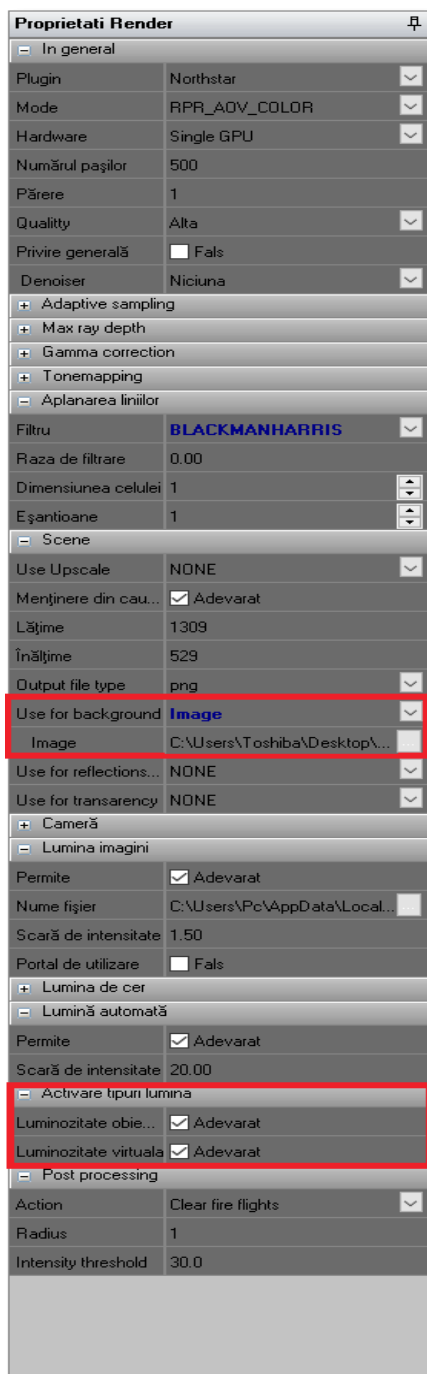 Proprietati Render
In general
Plugin Northstar
Mode RPR_AOV_COLOR
Hardware Single GPU
Numărul paşilor 500
Părere 1
Qualitty Alta
Privire generală Fals
Denoiser Niciuna
Adaptive sampling
Max ray depth
Gamma correction
Tonemapping
Aplanarea liniilor
Filtru BLACKMANHARRIS
Raza de filtrare 0.00
Dimensiunea celulei 1
Eşantioane 1
Scene
Use Upscale NONE
Menţinere din cau... Adevarat
Lăţime 1309
Înălţime 529
Output file type png
Use for background Image
Image C:\Users\Toshiba\Desktop\... ...
Use for reflections... NONE
Use for transarency NONE
Cameră
Lumina imagini
Permite Adevarat
Nume fişier C:\Users\Pc\AppData\Local... ...
Scară de intensitate 1.50
Portal de utilizare Fals
Lumina de cer
Lumină automată
Permite Adevarat
Scară de intensitate 20.00
Activare tipuri lumina
Luminozitate obie... Adevarat
Luminozitate virtuala Adevarat
Post processing
Action Clear fire flights
Radius 1
Intensity threshold 30.0